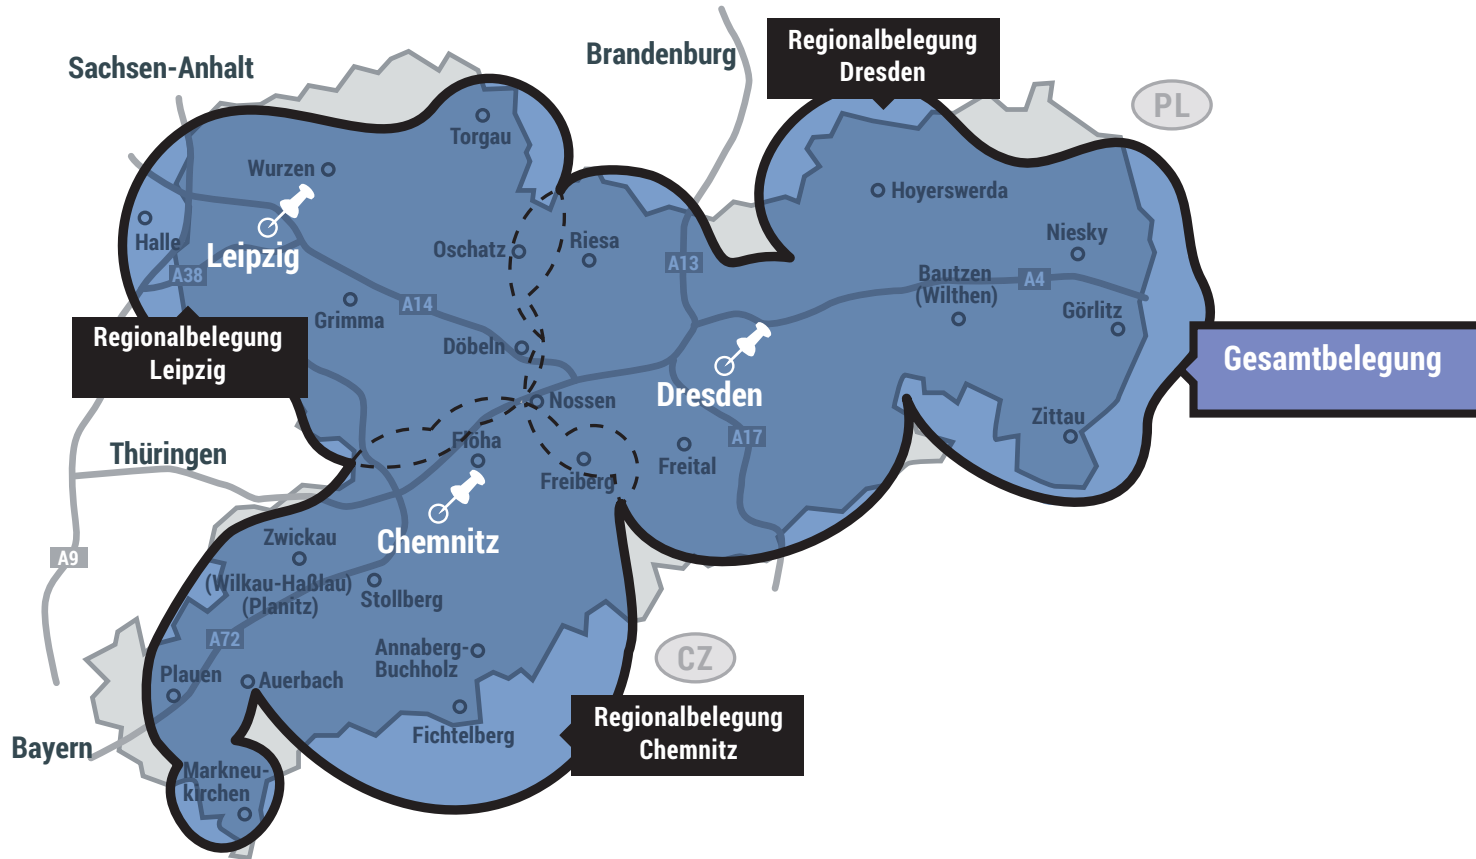 Brandenburg
Regionalbelegung
Dresden
Sachsen-Anhalt
PL
Torgau
Wurzen
Hoyerswerda
Halle
Leipzig
Oschatz
Riesa
Niesky
A38
A13
Bautzen
(Wilthen)
A4
A14
Grimma
Görlitz
Regionalbelegung
Leipzig
Döbeln
Gesamtbelegung
Dresden
Nossen
Zittau
Thüringen
Flöha
A17
Freital
Freiberg
Chemnitz
Zwickau
A9
(Wilkau-Haßlau)
(Planitz)
Stollberg
A72
Annaberg-
Buchholz
CZ
Plauen
Auerbach
Regionalbelegung
Chemnitz
Fichtelberg
Bayern
Markneu-
kirchen